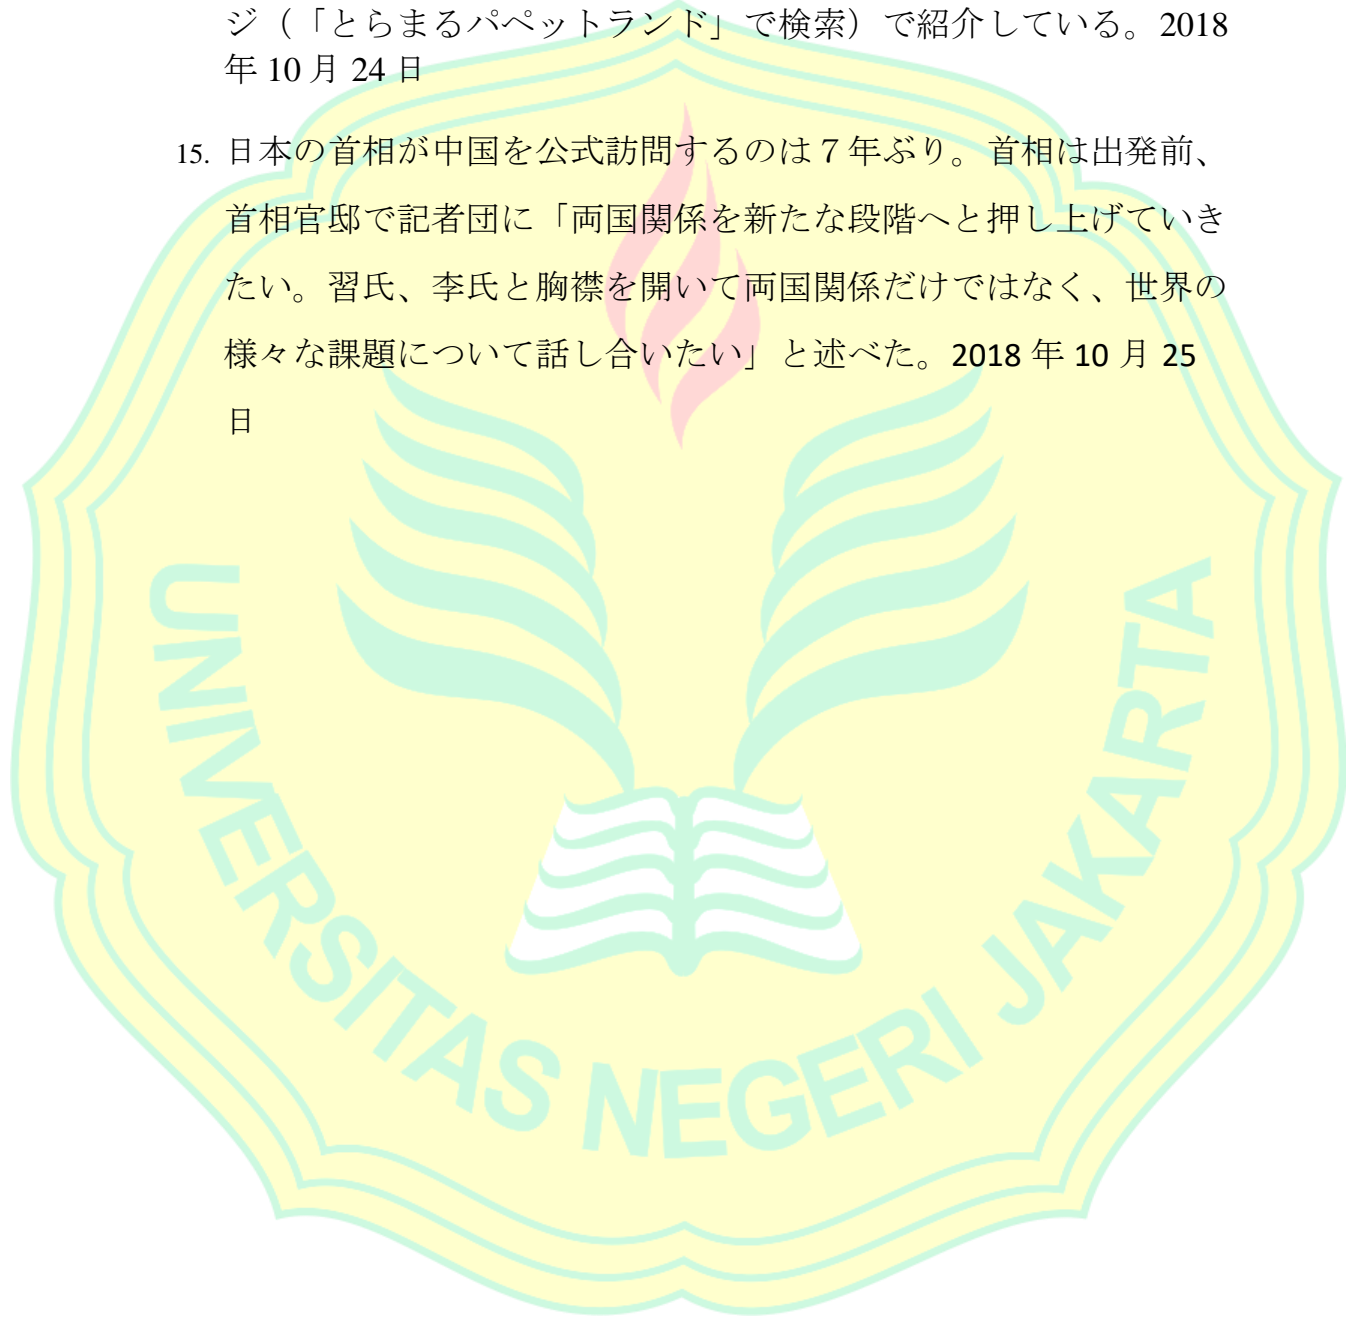 ジ（「とらまるパペットランド」で検索）で紹介している。2018
年 10 月 24 日
15. 日本の首相が中国を公式訪問するのは７年ぶり。首相は出発前、
首相官邸で記者団に「両国関係を新たな段階へと押し上げていき
たい。習氏、李氏と胸襟を開いて両国関係だけではなく、世界の
様々な課題について話し合いたい」と述べた。2018 年 10 月 25
日
UNIVERSITAS NEGERI JAKARTA